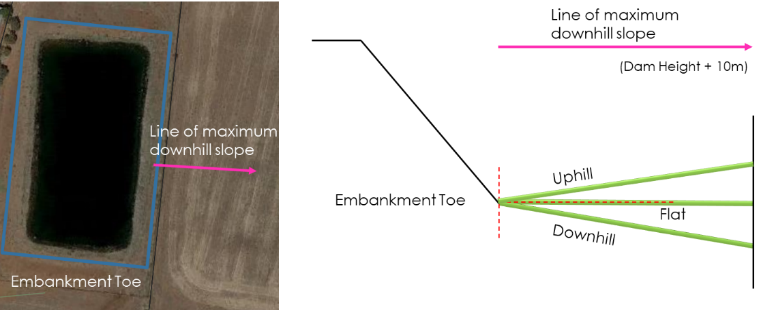 Line of maximum
downhill slope
Embankment Toe
Line of maximum
downhill slope
(Dam Height + 10m)
Embankment Toe
Uphill
Flat
Downhill